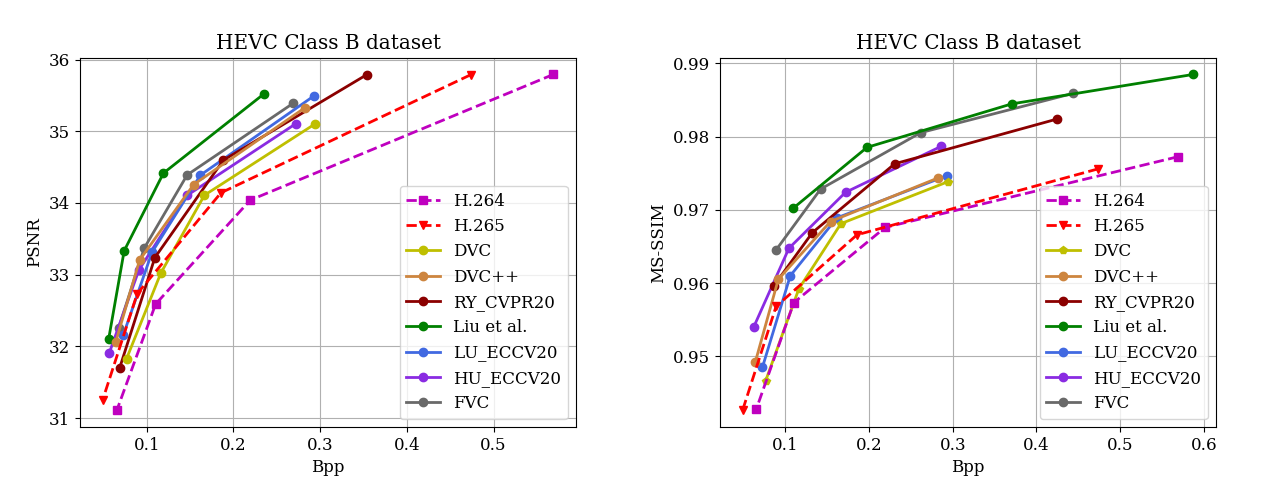 HEVC Class B dataset
36
35
34
33
32
31
PSNR
0.1
0.2
0.3
0.4
0.5
Bpp
H.264
H.265
DVC
DVC++
RY_CVPR20
Liu et al.
LU_ECCV20
HU_ECCV20
FVC
HEVC Class B dataset
0.99
0.98
0.97
0.96
0.95
MS-SSIM
0.1
0.2
0.3
0.4
0.5
0.6
Bpp
H.264
H.265
DVC
DVC++
RY_CVPR20
Liu et al.
LU_ECCV20
HU_ECCV20
FVC